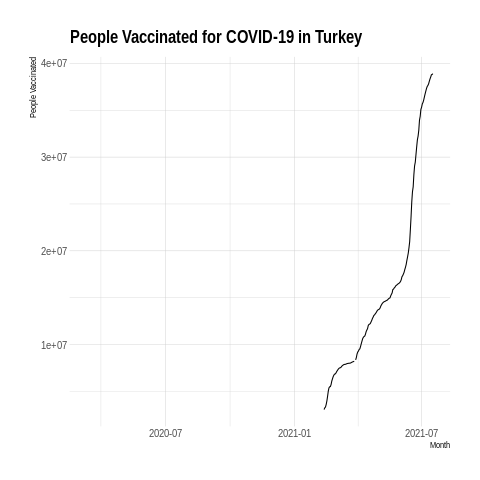 People Vaccinated for COVID-19 in Turkey
People Vaccinated
4e+07
3e+07
2e+07
1e+07
2020-07
2021-01
2021-07
Month